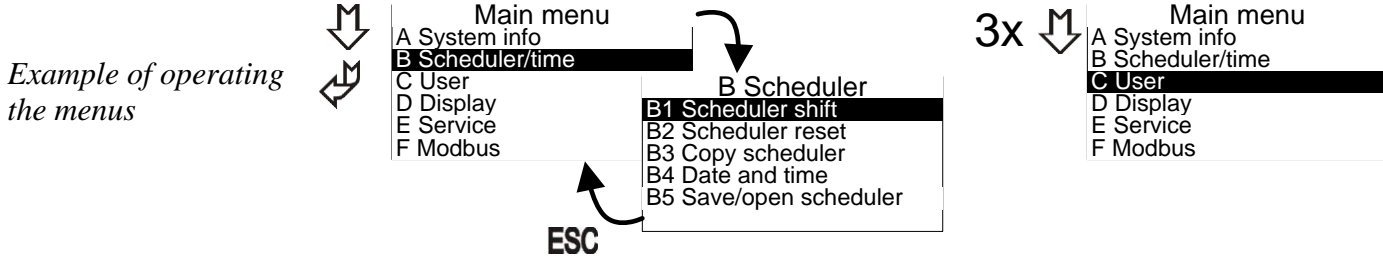 Example of operating
the menus
Main menu
A System info
B Scheduler/time
C User
D Display
E Service
F Modbus
B Scheduler
B1 Scheduler shift
B2 Scheduler reset
B3 Copy scheduler
B4 Date and time
B5 Save/open scheduler
ESC
3x
Main menu
A System info
B Scheduler/time
C User
D Display
E Service
F Modbus